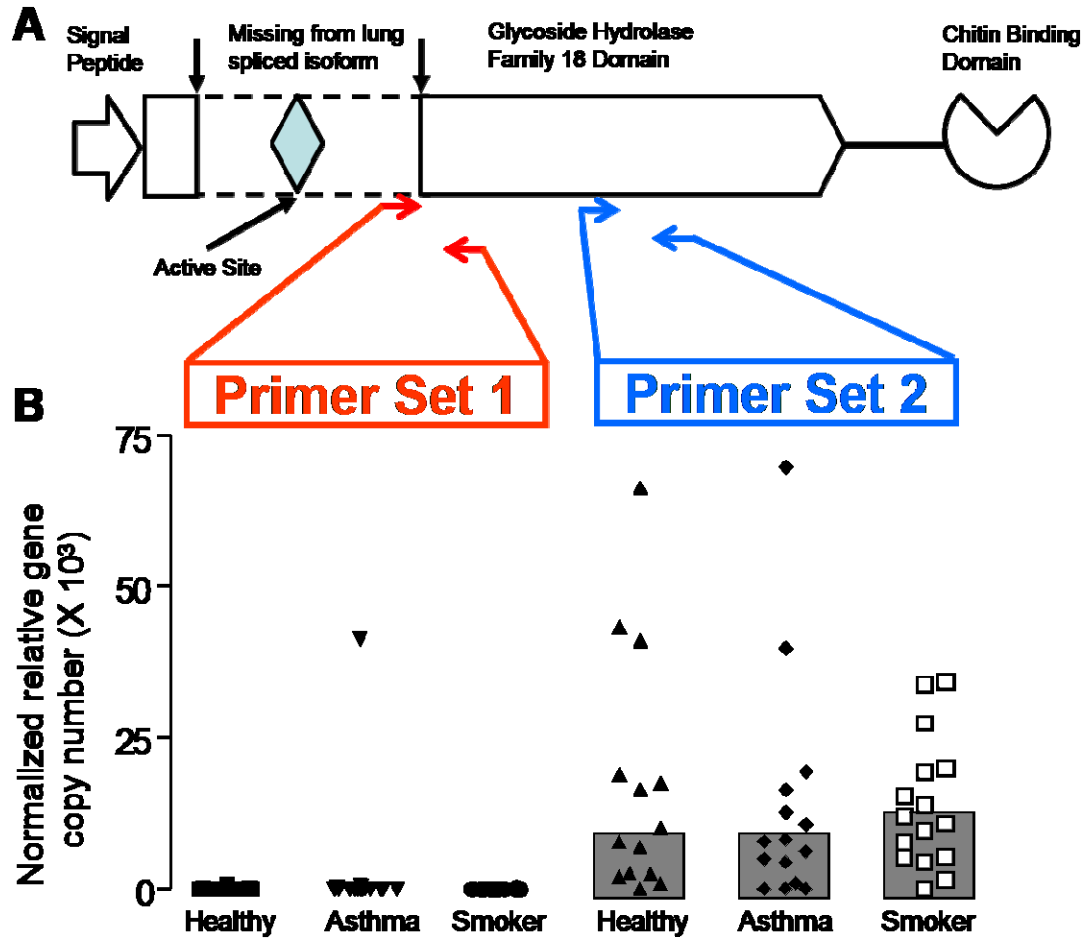 A
Signal
Peptide
Missing from lung
spliced isoform
Glycoside Hydrolase
Family 18 Domain
Chitin Binding
Domain
Active Site
Primer Set 1
Primer Set 2
B
Normalized relative gene
copy number (X 10³)
75
50
25
0
Healthy
Asthma
Smoker
Healthy
Asthma
Smoker